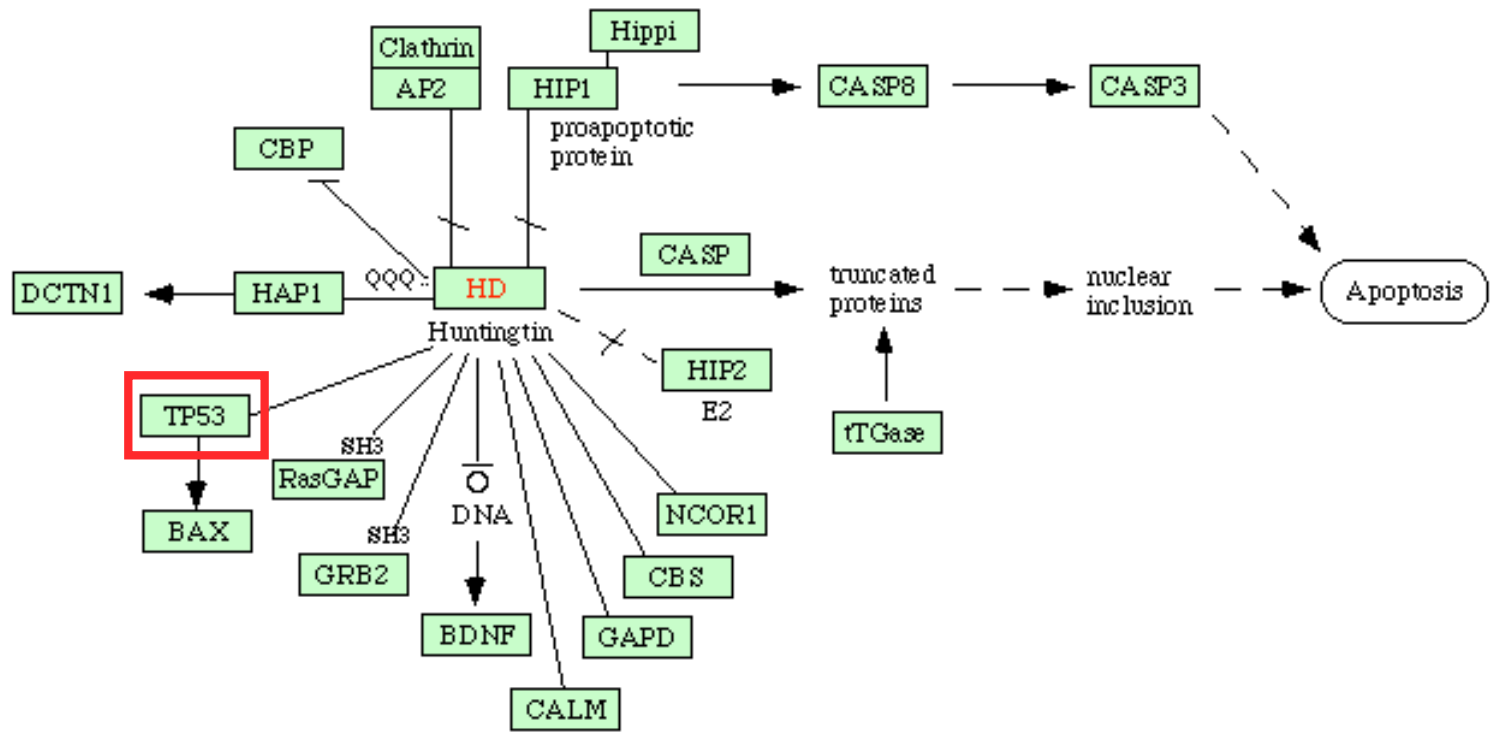 Hippi
Clathrin
AP2
HIP1
CASP8
CASP3
proapoptotic
protein
CBP
CASP
DCTN1
HAP1
QQQ
HD
truncated
proteins
nuclear
inclusion
Apoptosis
Huntingtin
HIP2
E2
TP53
tTGase
SH3
RasGAP
BAX
DNA
NCOR1
SH3
GRB2
CBS
BDNF
GAPD
CALM